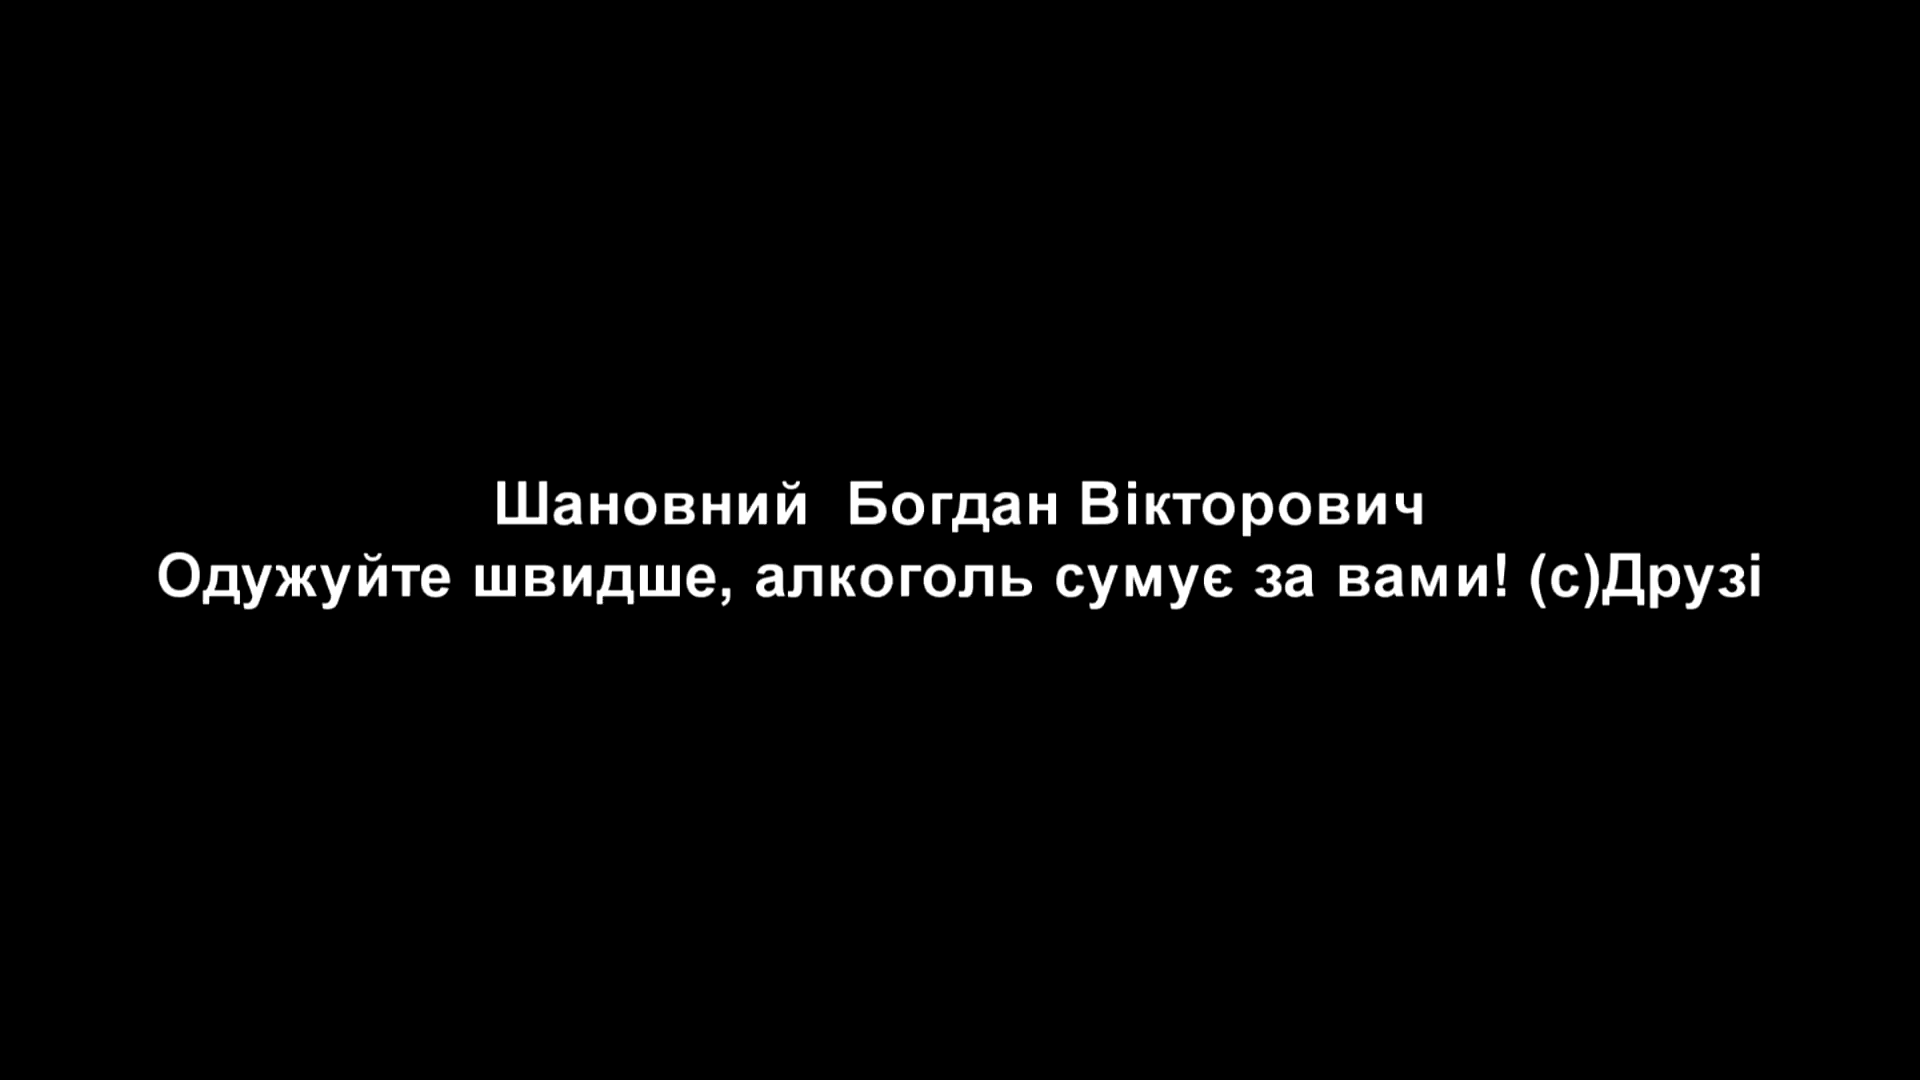 Шановний  Богдан Вікторович
Одужуйте швидше, алкоголь сумує за вами! (с)Друзі